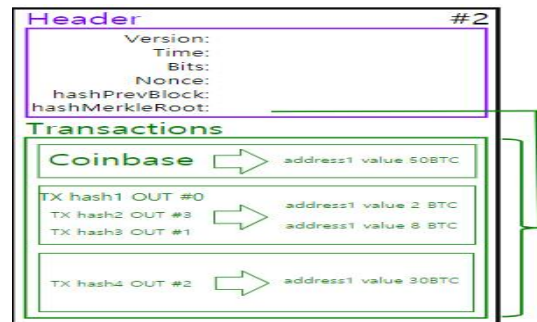 Header #2
Version:
Time:
Bits:
Nonce:
hashPrevBlock:
hashMerkleRoot:
Transactions
Coinbase address1 value 50BTC
TX hash1 OUT #0
TX hash2 OUT #3
TX hash3 OUT #1
address1 value 2 BTC
address1 value 8 BTC
TX hash4 OUT #2 address1 value 30BTC